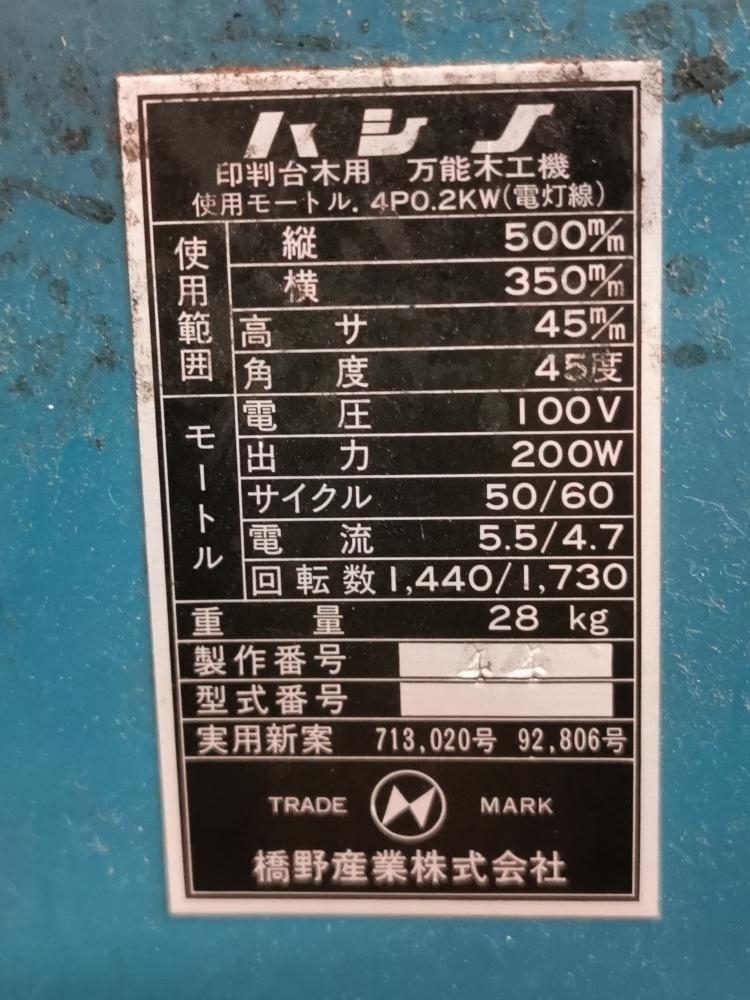 ハシノ
印判台木用 万能木工機
使用モートル. 4P0.2KW(電灯線)
使用範囲
縦 500m/m
横 350m/m
高サ 45m/m
角度 45度
モートル
電圧 100V
出力 200W
サイクル 50/60
電流 5.5/4.7
回転数 1,440/1,730
重量 28 kg
製作番号 44
型式番号
実用新案 713,020号 92,806号
TRADE MARK
橋野産業株式会社